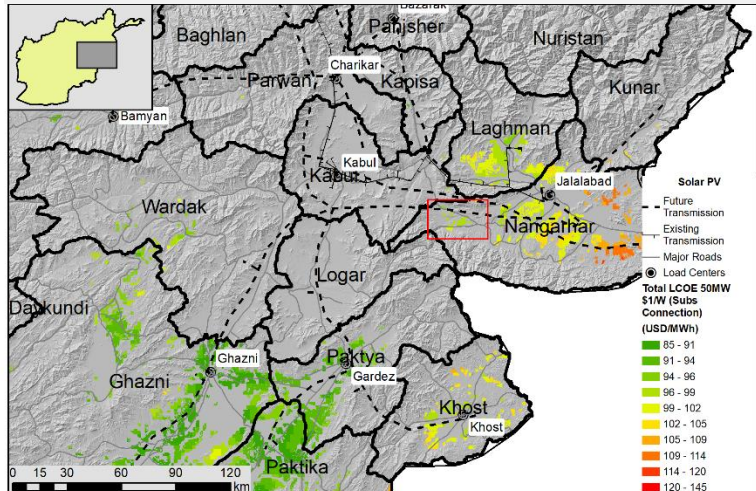 Bazarak
Baghlan
Panjsher
Nuristan
Charikar
Parwan
Kapisa
Kunar
Bamyan
Laghman
Kabul
Kabul
Jalalabad
Wardak
Nangarhar
Logar
Daykundi
Ghazni
Paktya
Ghazni
Gardez
Khost
Khost
Paktika
0 15 30 60 90 120
km
Solar PV
Future
Transmission
Existing
Transmission
Major Roads
Load Centers
Total LCOE 50MW
$1/W (Subs
Connection)
(USD/MWh)
85 - 91
91 - 94
94 - 96
96 - 99
99 - 102
102 - 105
105 - 109
109 - 114
114 - 120
120 - 145